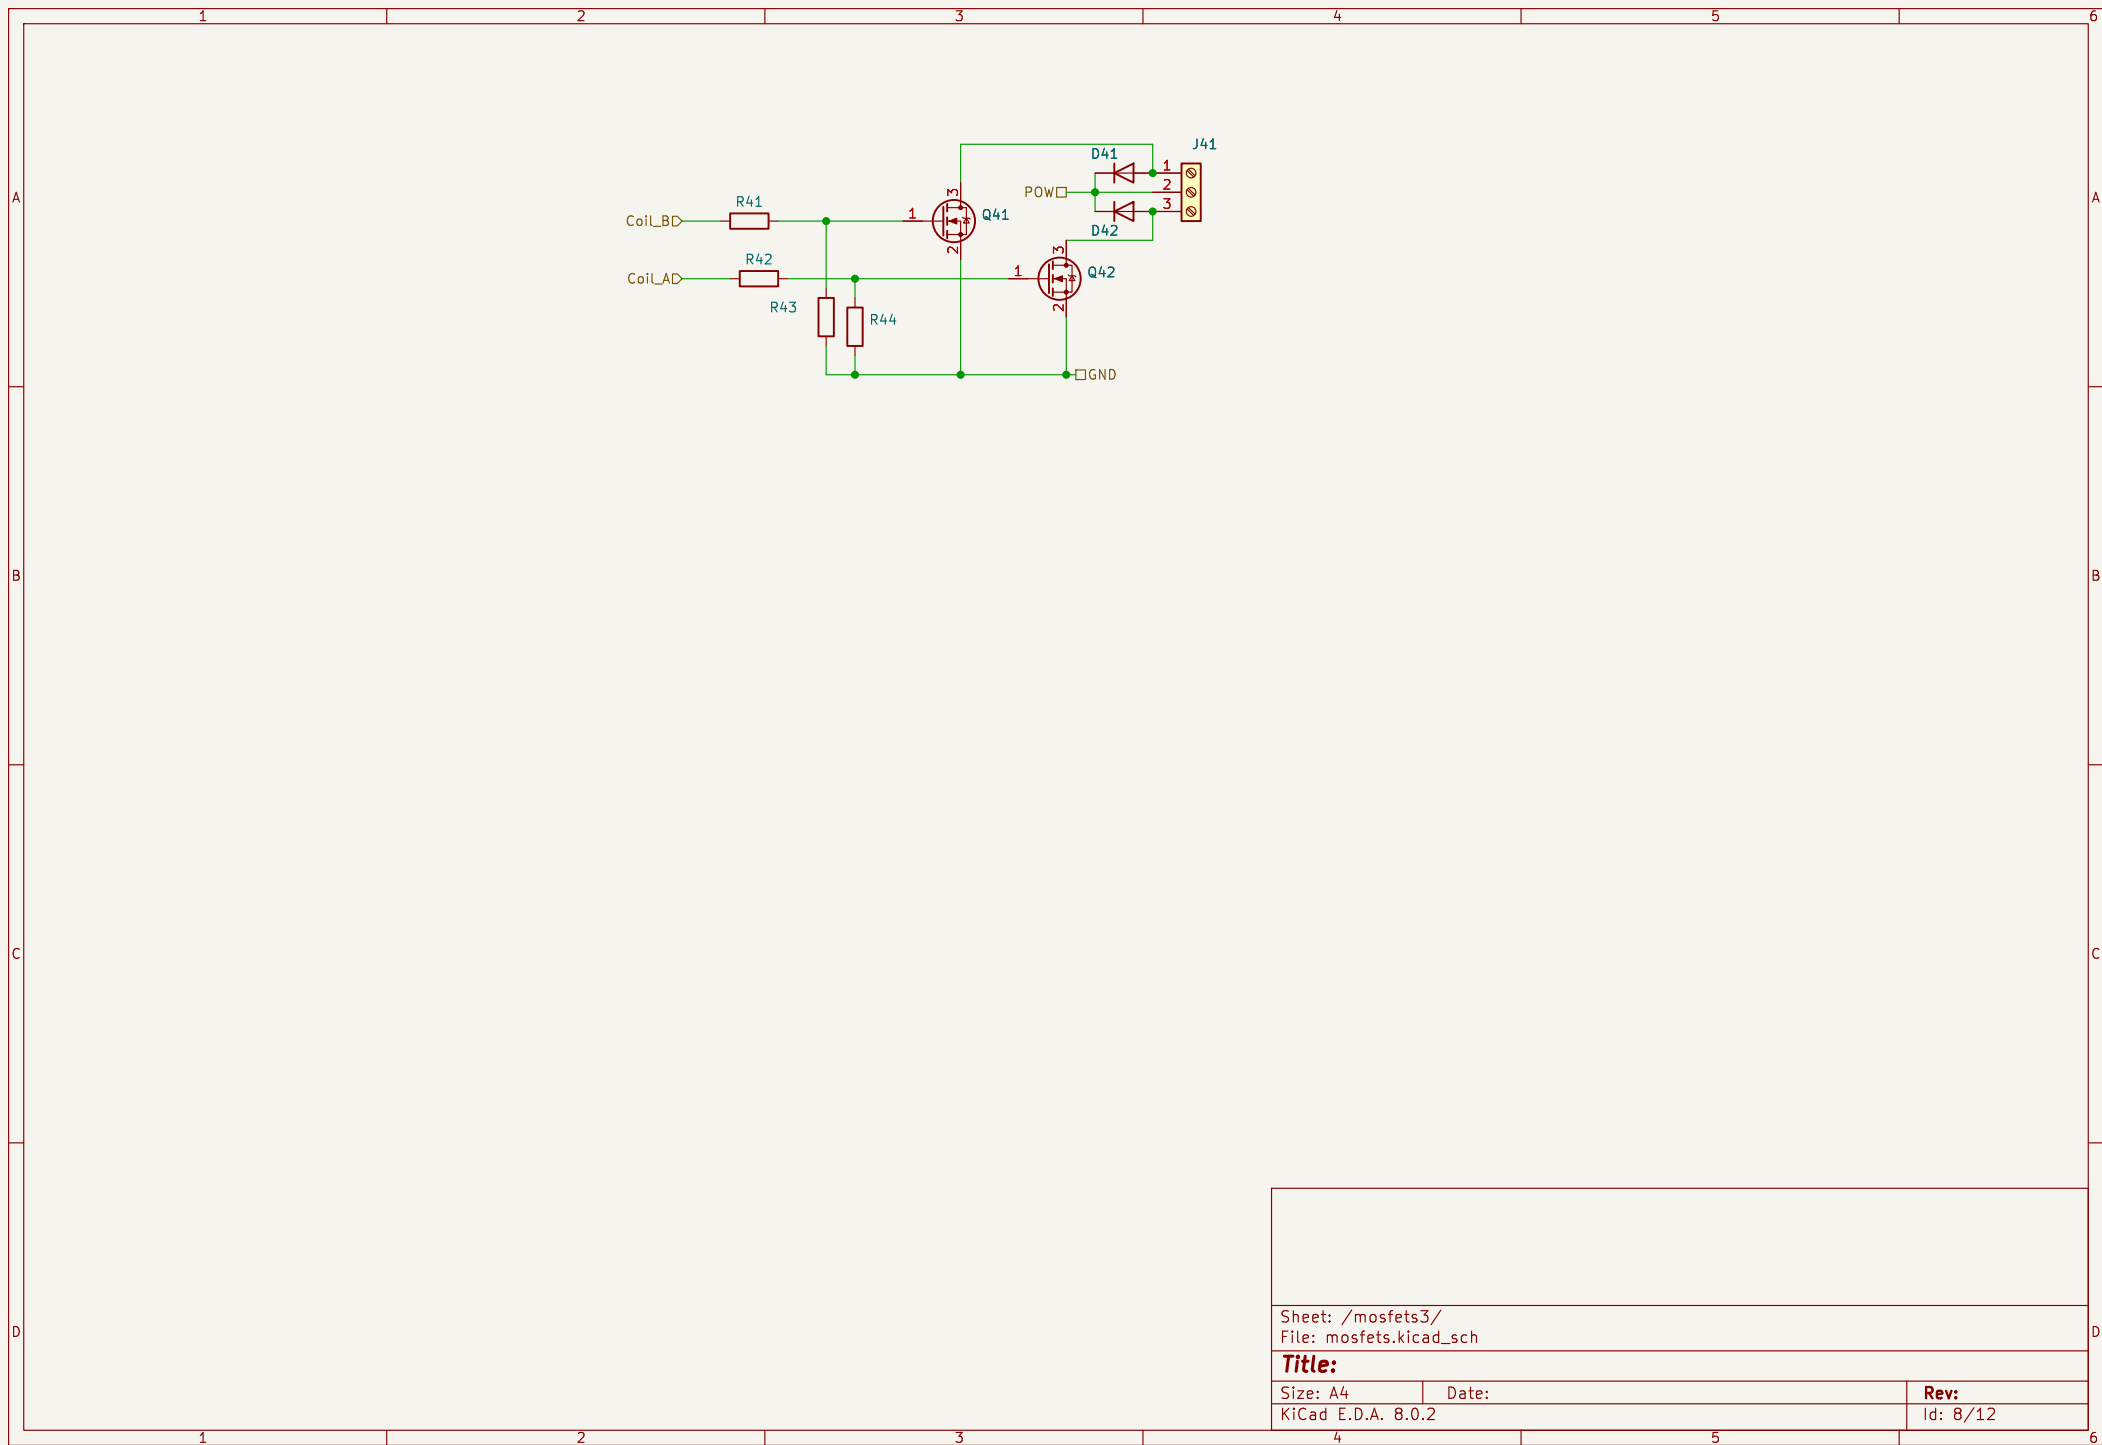 1 2 3 4 5 6
J41
D41
1
A
POW
2
3
A
R41
3
Coil_B
1
Q41
D42
2
3
R42
Coil_A
1
Q42
R43
R44
2
GND
B
B
C
C
Sheet: /mosfets3/
File: mosfets.kicad_sch
D
D
Title:
Size: A4 Date: Rev:
KiCad E.D.A. 8.0.2 Id: 8/12
1 2 3 4 5 6